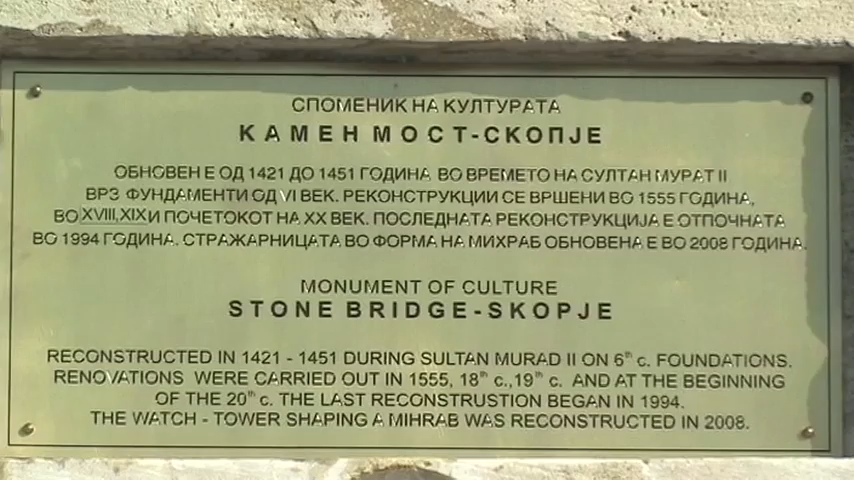 СПОМЕНИК НА КУЛТУРАТА
КАМЕН МОСТ-СКОПЈЕ
ОБНОВЕН Е ОД 1421 ДО 1451 ГОДИНА ВО ВРЕМЕТО НА СУЛТАН МУРАТ II
ВРЗ ФУНДАМЕНТИ ОД VI ВЕК. РЕКОНСТРУКЦИИ СЕ ВРШЕНИ ВО 1555 ГОДИНА,
ВО XVIII, XIX И ПОЧЕТОКОТ НА XX ВЕК. ПОСЛЕДНАТА РЕКОНСТРУКЦИЈА Е ОТПОЧНАТА
ВО 1994 ГОДИНА. СТРАЖАРНИЦАТА ВО ФОРМА НА МИХРАБ ОБНОВЕНА Е ВО 2008 ГОДИНА.
MONUMENT OF CULTURE
STONE BRIDGE-SKOPJE
RECONSTRUCTED IN 1421 - 1451 DURING SULTAN MURAD II ON 6th c. FOUNDATIONS.
RENOVATIONS WERE CARRIED OUT IN 1555, 18th c.,19th c. AND AT THE BEGINNING
OF THE 20th c. THE LAST RECONSTRUSTION BEGAN IN 1994.
THE WATCH - TOWER SHAPING A MIHRAB WAS RECONSTRUCTED IN 2008.